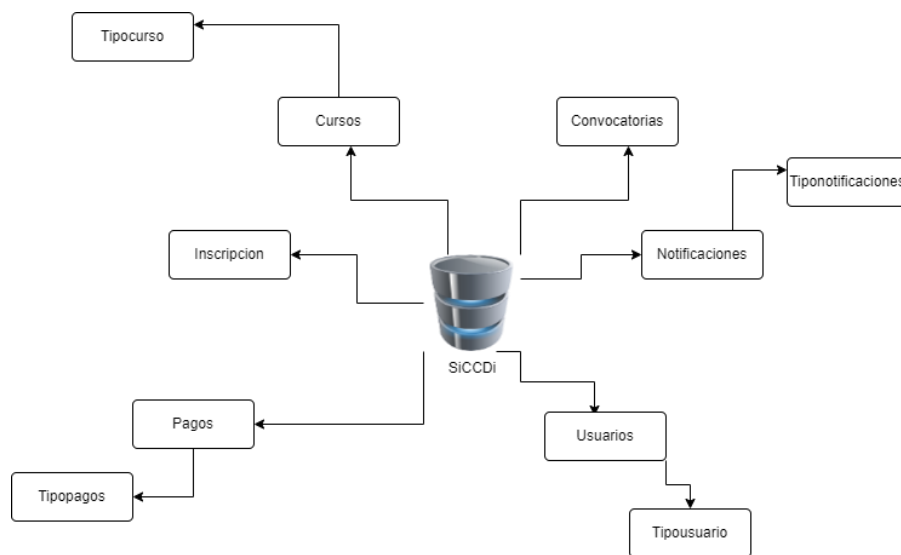 Tipocurso
Cursos
Convocatorias
Tiponotificaciones
Inscripcion
Notificaciones
SiCCDi
Pagos
Usuarios
Tipopagos
Tipousuario